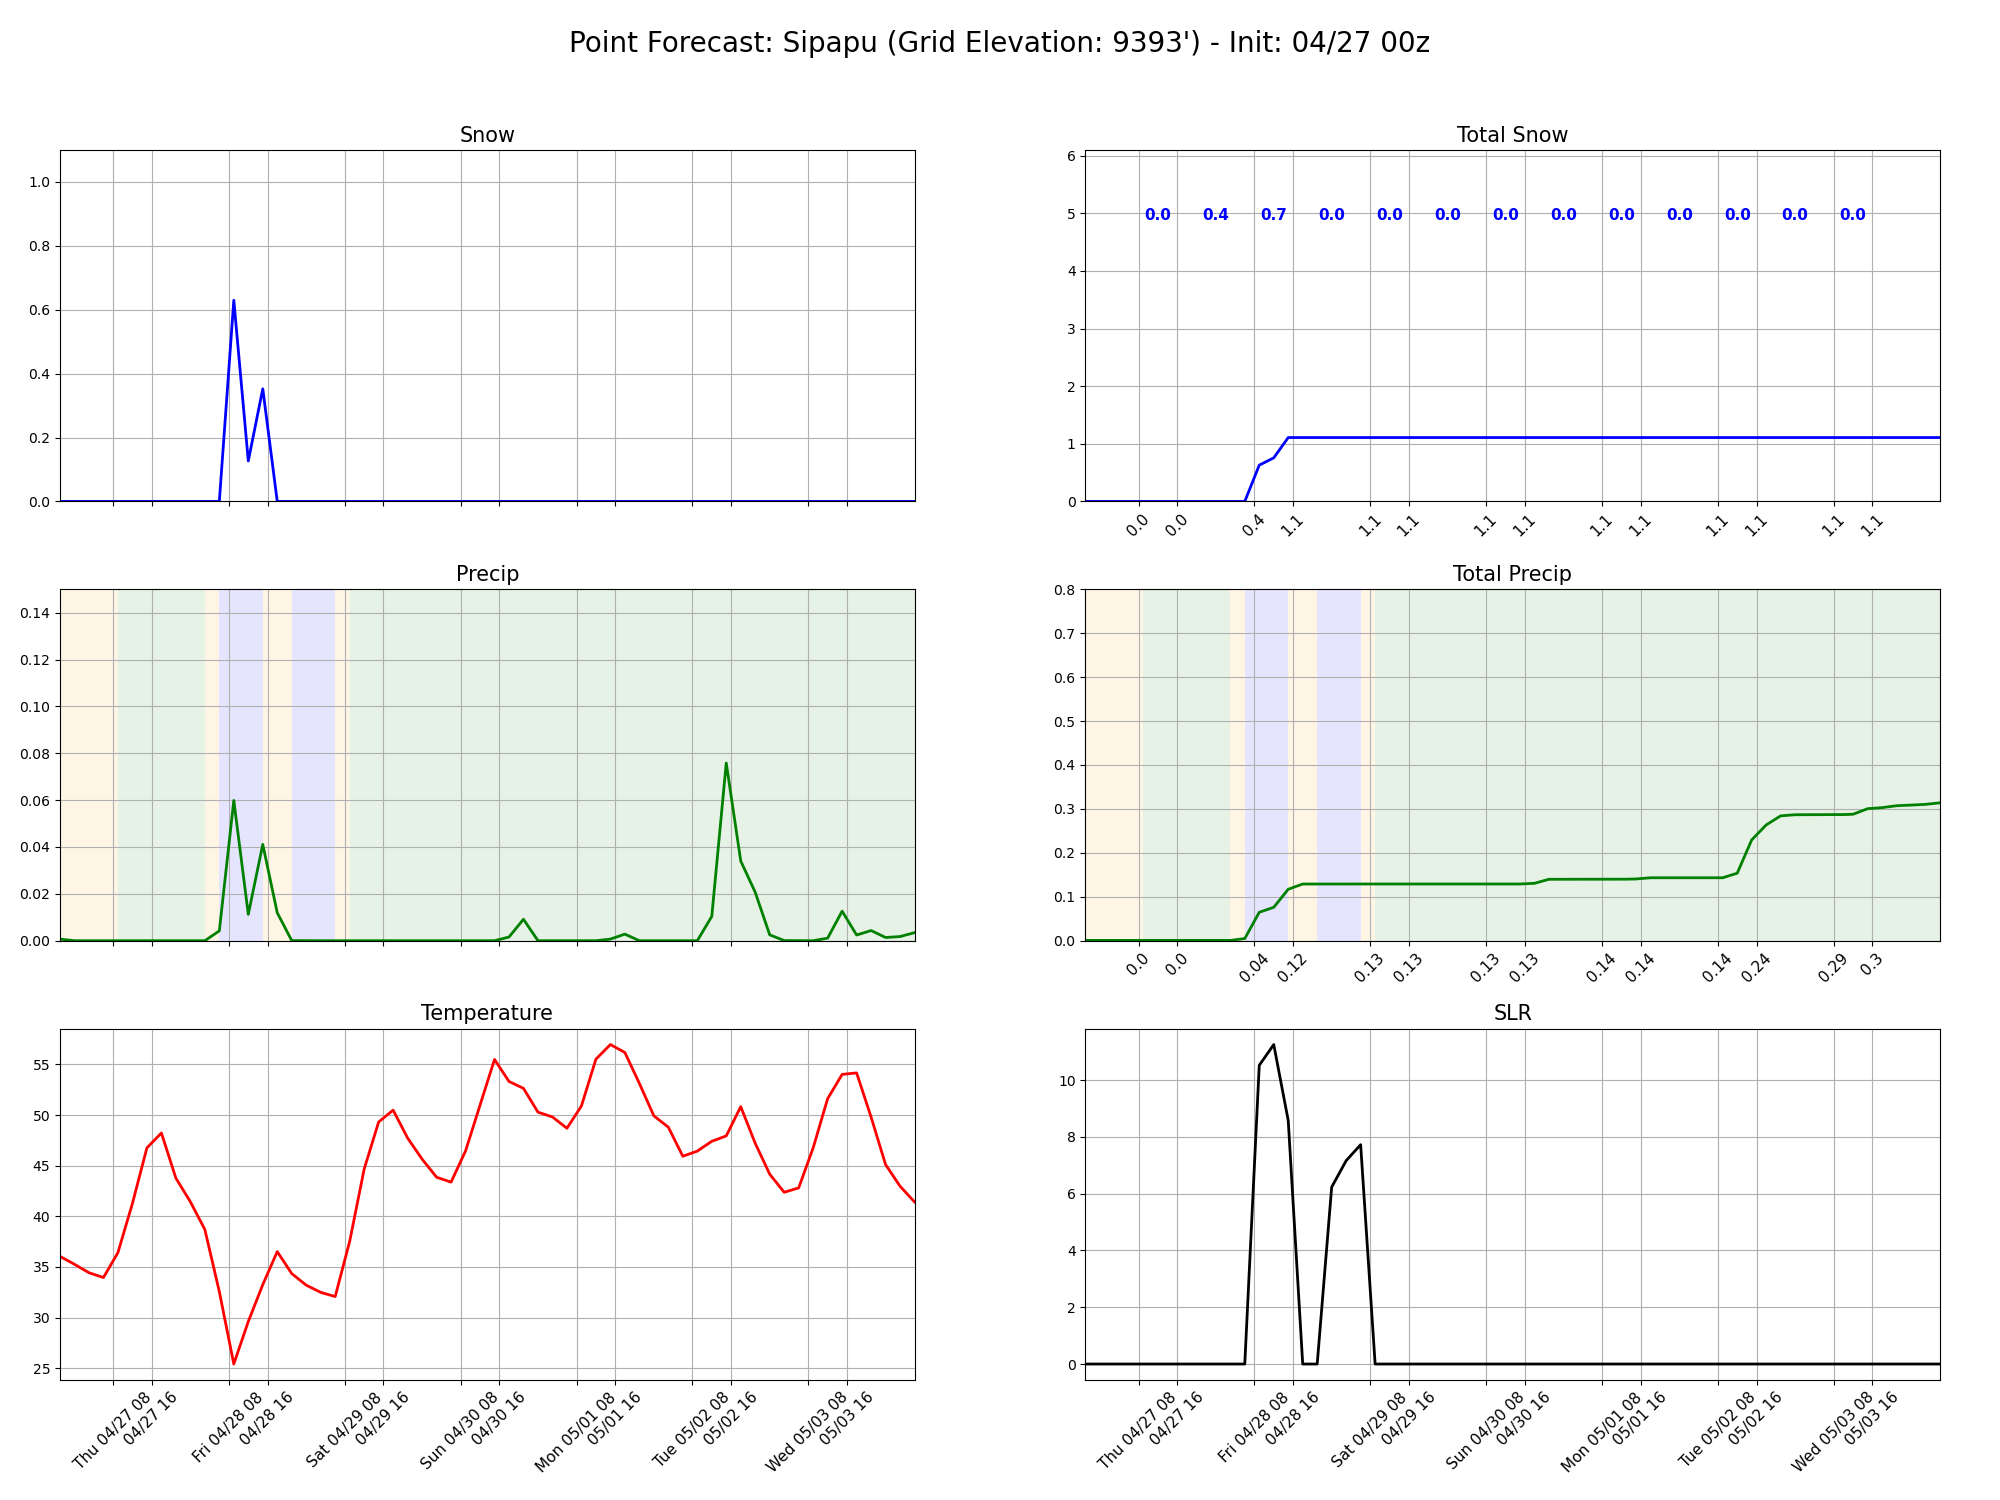 Point Forecast: Sipapu (Grid Elevation: 9393') - Init: 04/27 00z
Snow
1.0
0.8
0.6
0.4
0.2
0.0
Total Snow
6
5
4
3
2
1
0
0.0 0.4 0.7 0.0 0.0 0.0 0.0 0.0 0.0 0.0 0.0 0.0 0.0
0.0 0.0 0.4 1.1 1.1 1.1 1.1 1.1 1.1 1.1 1.1 1.1 1.1 1.1
Precip
0.14
0.12
0.10
0.08
0.06
0.04
0.02
0.00
Total Precip
0.8
0.7
0.6
0.5
0.4
0.3
0.2
0.1
0.0
0.0 0.0 0.04 0.12 0.13 0.13 0.13 0.13 0.14 0.14 0.14 0.24 0.29 0.3
Temperature
55
50
45
40
35
30
25
Thu 04/27 08
04/27 16
Fri 04/28 08
04/28 16
Sat 04/29 08
04/29 16
Sun 04/30 08
04/30 16
Mon 05/01 08
05/01 16
Tue 05/02 08
05/02 16
Wed 05/03 08
05/03 16
SLR
10
8
6
4
2
0
Thu 04/27 08
04/27 16
Fri 04/28 08
04/28 16
Sat 04/29 08
04/29 16
Sun 04/30 08
04/30 16
Mon 05/01 08
05/01 16
Tue 05/02 08
05/02 16
Wed 05/03 08
05/03 16